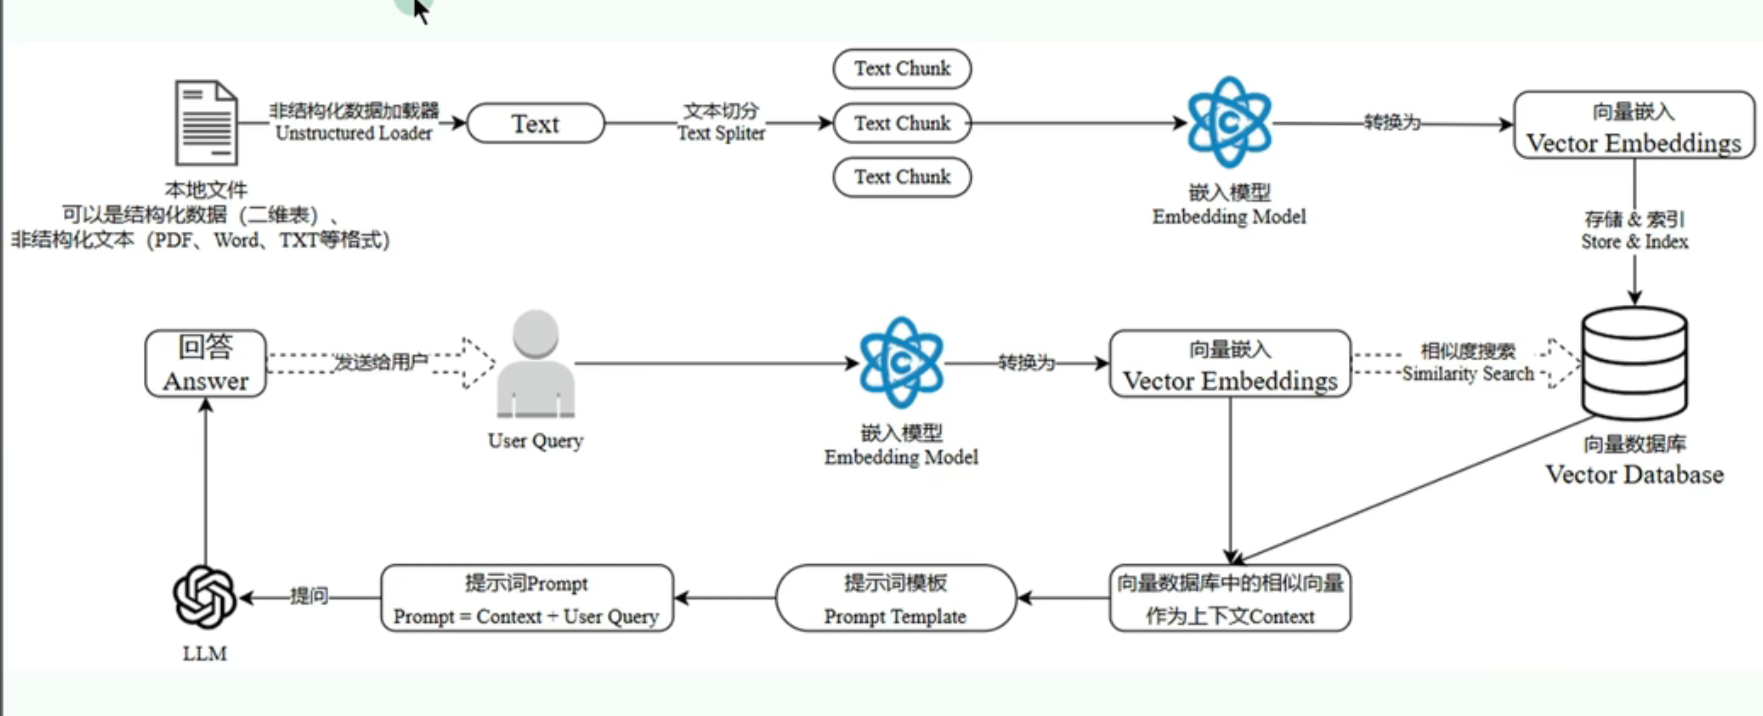 Text Chunk
非结构化数据加载器
Unstructured Loader
Text
文本切分
Text Spliter
Text Chunk
转换为
向量嵌入
Vector Embeddings
Text Chunk
本地文件
可以是结构化数据（二维表）、
非结构化文本（PDF、Word、TXT等格式）
嵌入模型
Embedding Model
存储 & 索引
Store & Index
回答
Answer
发送给用户
User Query
嵌入模型
Embedding Model
转换为
向量嵌入
Vector Embeddings
相似度搜索
Similarity Search
向量数据库
Vector Database
LLM
提问
提示词Prompt
Prompt = Context + User Query
提示词模板
Prompt Template
向量数据库中的相似向量
作为上下文Context